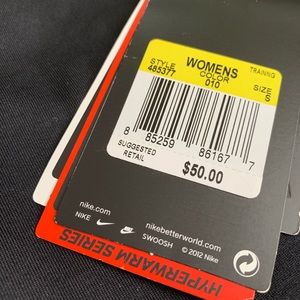 WOMENS
TRAINING
STYLE
485377
COLOR
010
SIZE
S
8 85259 86167 7
SUGGESTED
RETAIL
$50.00
nike.com
nikebetterworld.com
NIKE
SWOOSH
© 2012 Nike
HYPERWARM SERIES